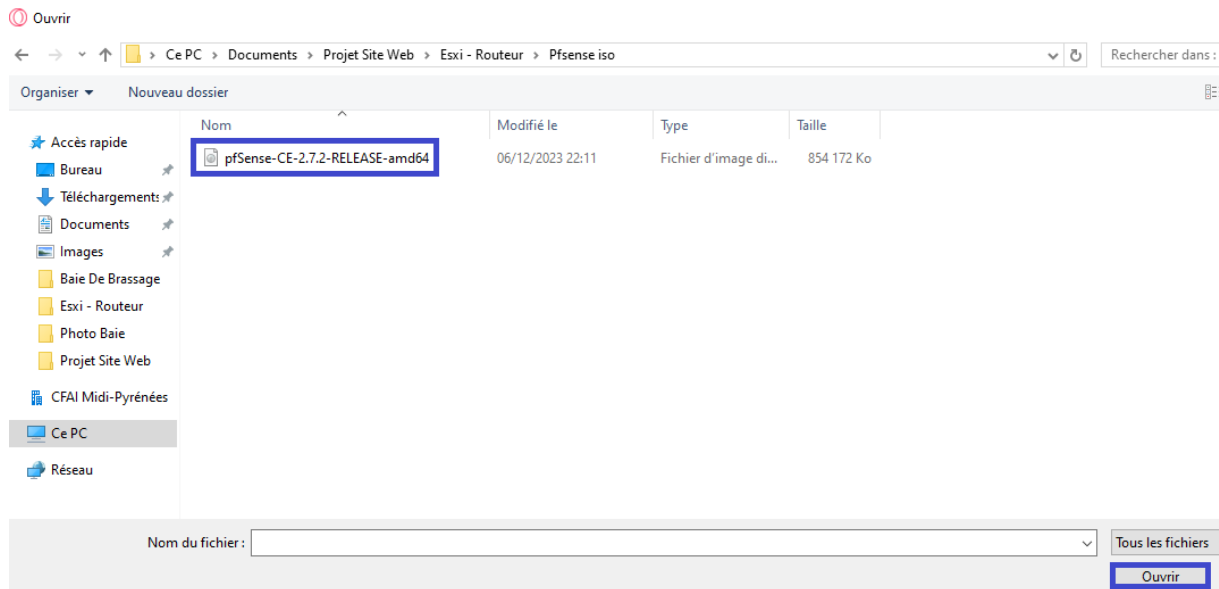 Ouvrir
Ce PC > Documents > Projet Site Web > Esxi - Routeur > Pfsense iso
Rechercher dans :
Organiser
Nouveau dossier
Nom Modifié le Type Taille
pfSense-CE-2.7.2-RELEASE-amd64 06/12/2023 22:11 Fichier d'image di... 854 172 Ko
Accès rapide
Bureau
Téléchargements
Documents
Images
Baie De Brassage
Esxi - Routeur
Photo Baie
Projet Site Web
CFAI Midi-Pyrénées
Ce PC
Réseau
Nom du fichier :
Tous les fichiers
Ouvrir